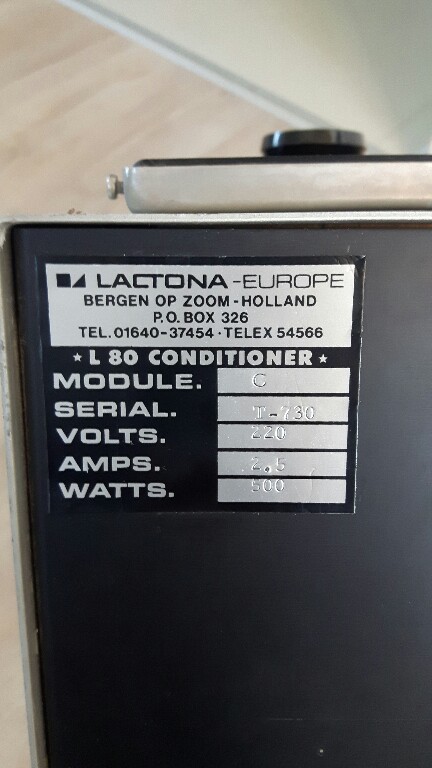 LACTONA-EUROPE
BERGEN OP ZOOM-HOLLAND
P.O. BOX 326
TEL. 01640-37454 · TELEX 54566
★ L 80 CONDITIONER ★
MODULE. C
SERIAL. T-730
VOLTS. 220
AMPS. 2,5
WATTS. 500